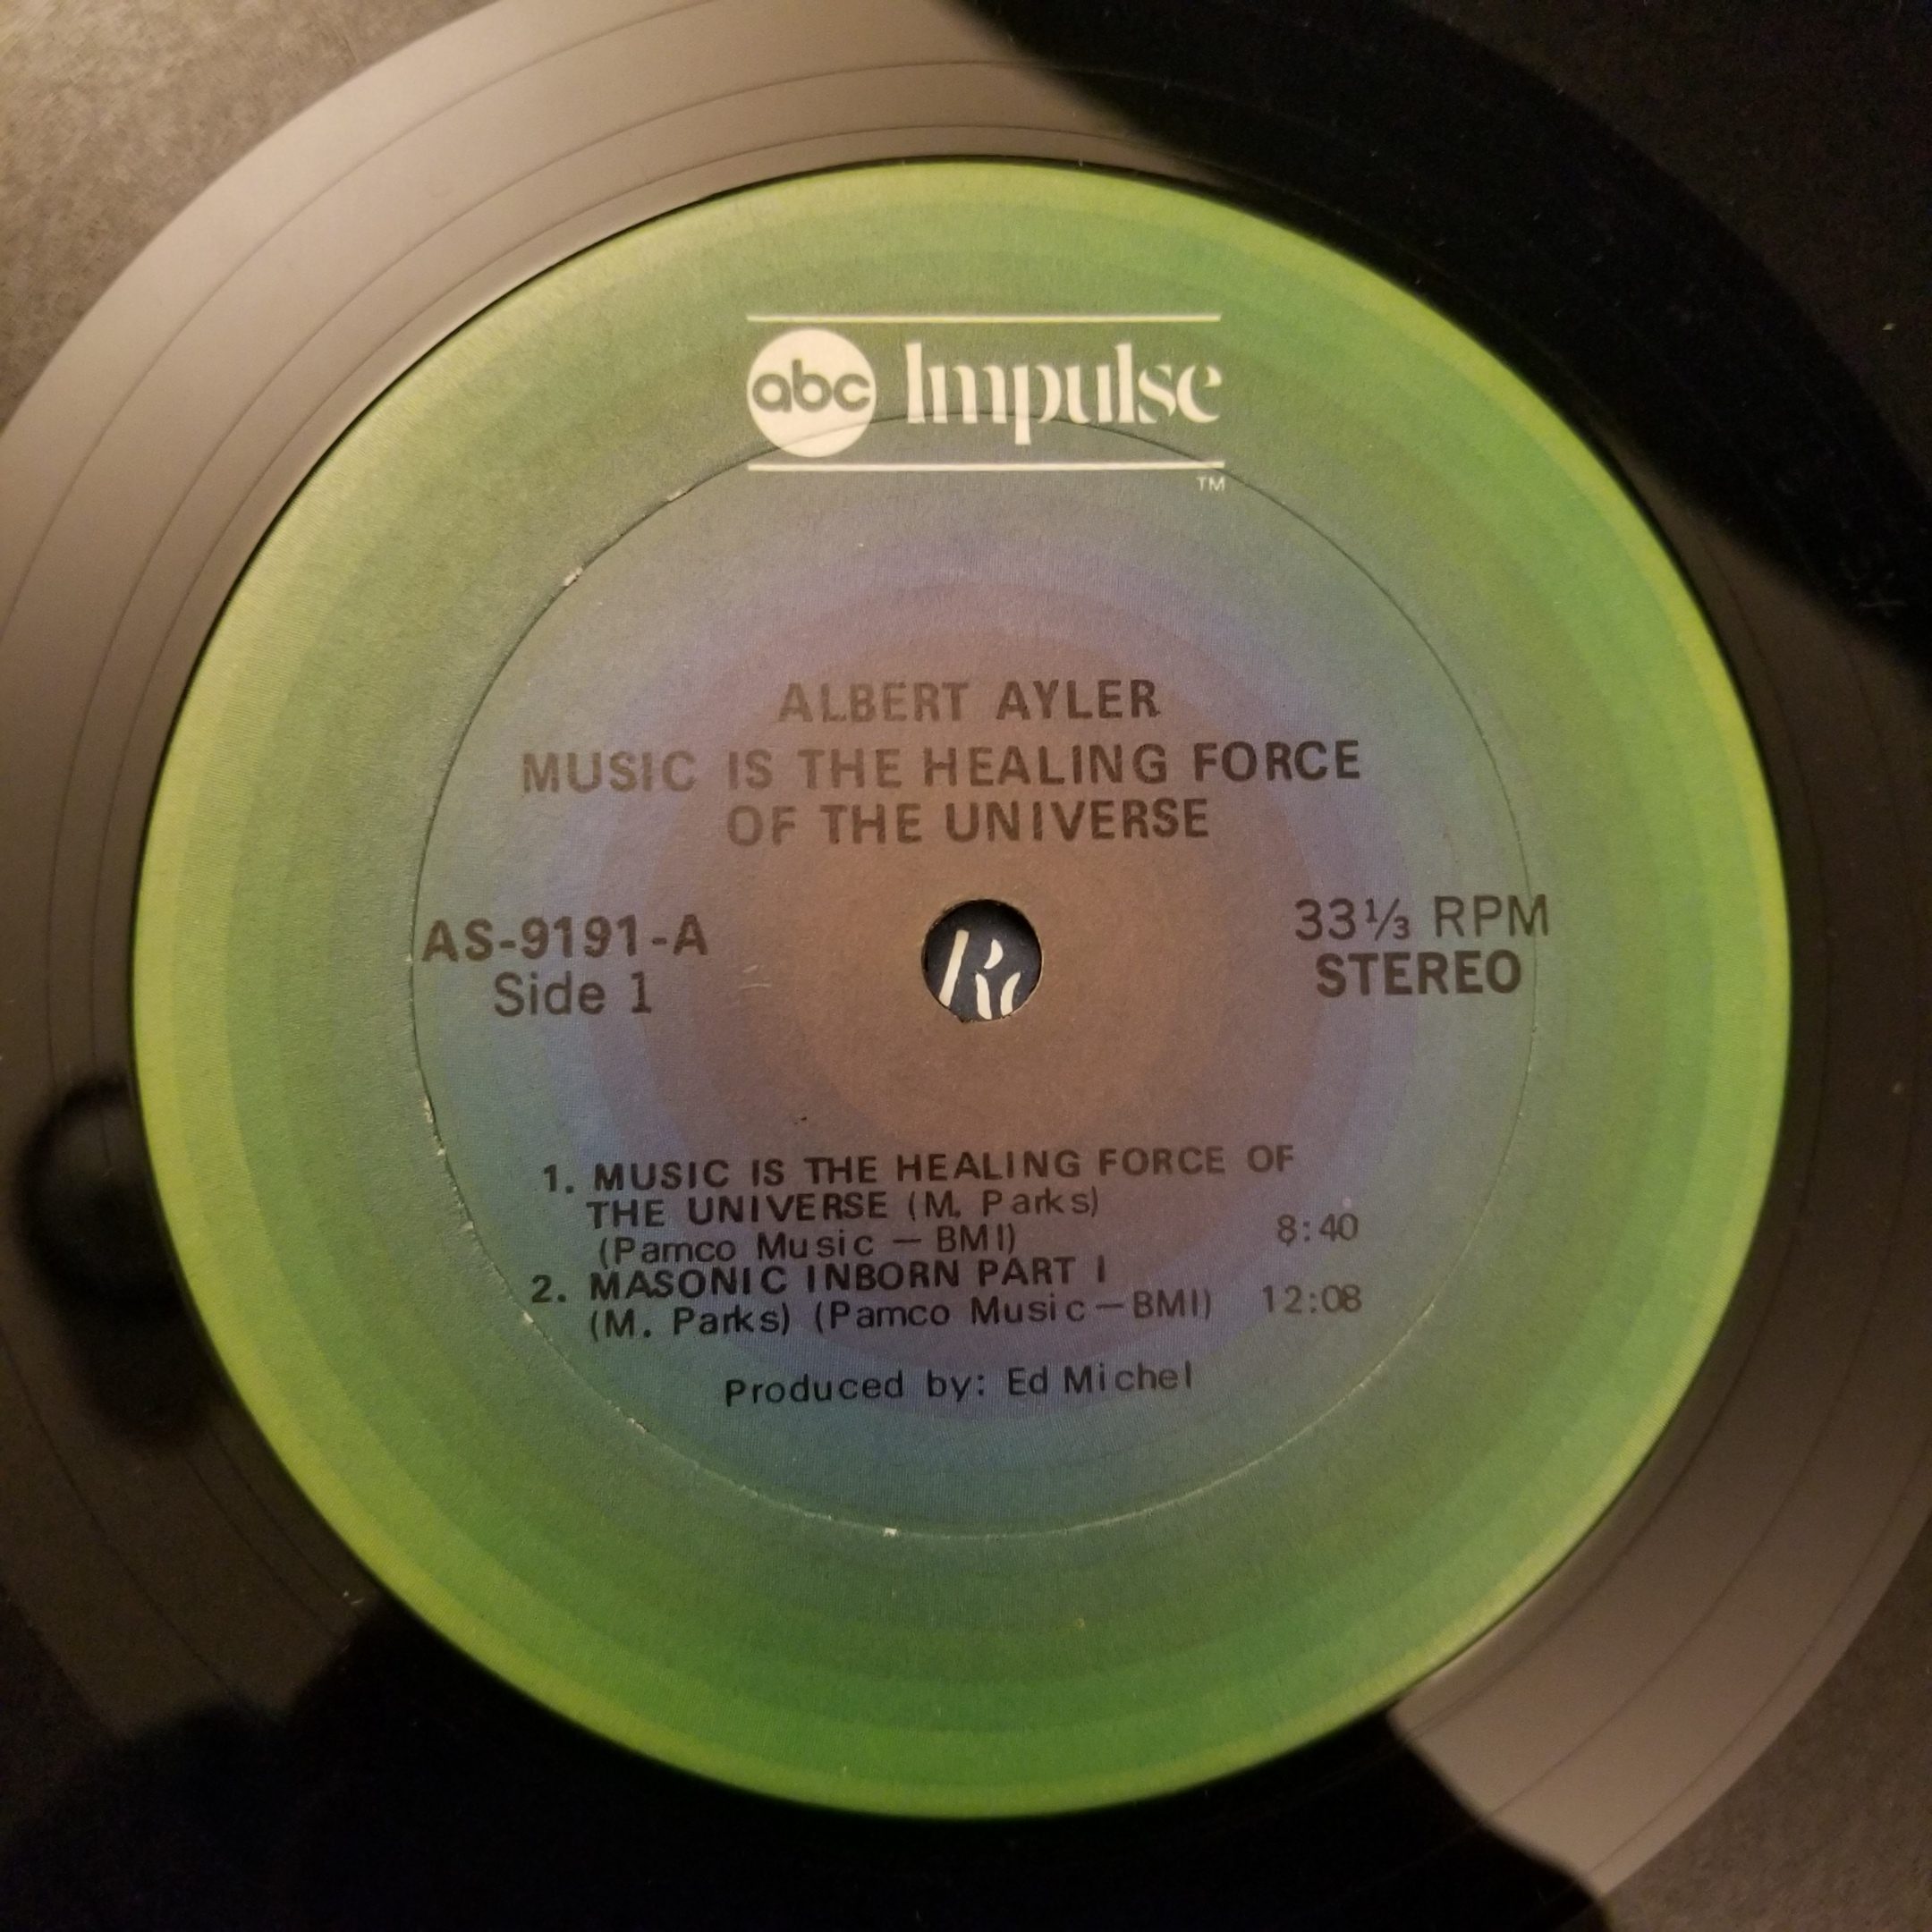 abc Impulse
TM
ALBERT AYLER
MUSIC IS THE HEALING FORCE
OF THE UNIVERSE
AS-9191-A
Side 1
33⅓ RPM
STEREO
1. MUSIC IS THE HEALING FORCE OF
THE UNIVERSE (M. Parks)
(Pamco Music — BMI) 8:40
2. MASONIC INBORN PART I
(M. Parks) (Pamco Music—BMI) 12:08
Produced by: Ed Michel